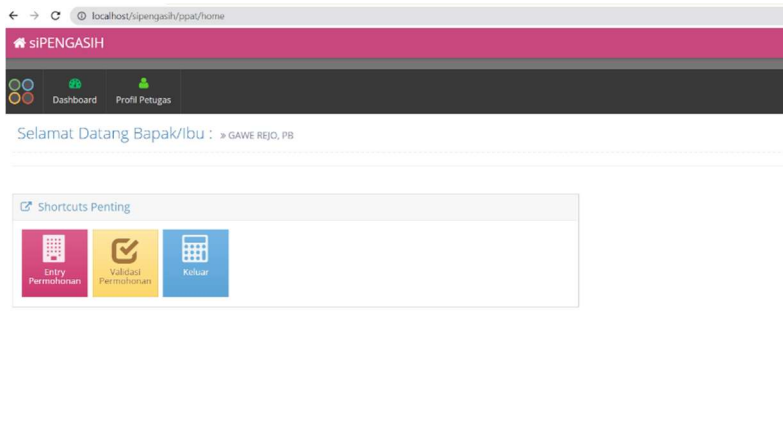 localhost/sipengasih/ppat/home
siPENGASIH
Dashboard
Profil Petugas
Selamat Datang Bapak/Ibu : » GAWE REJO, PB
Shortcuts Penting
Entry
Permohonan
Validasi
Permohonan
Keluar